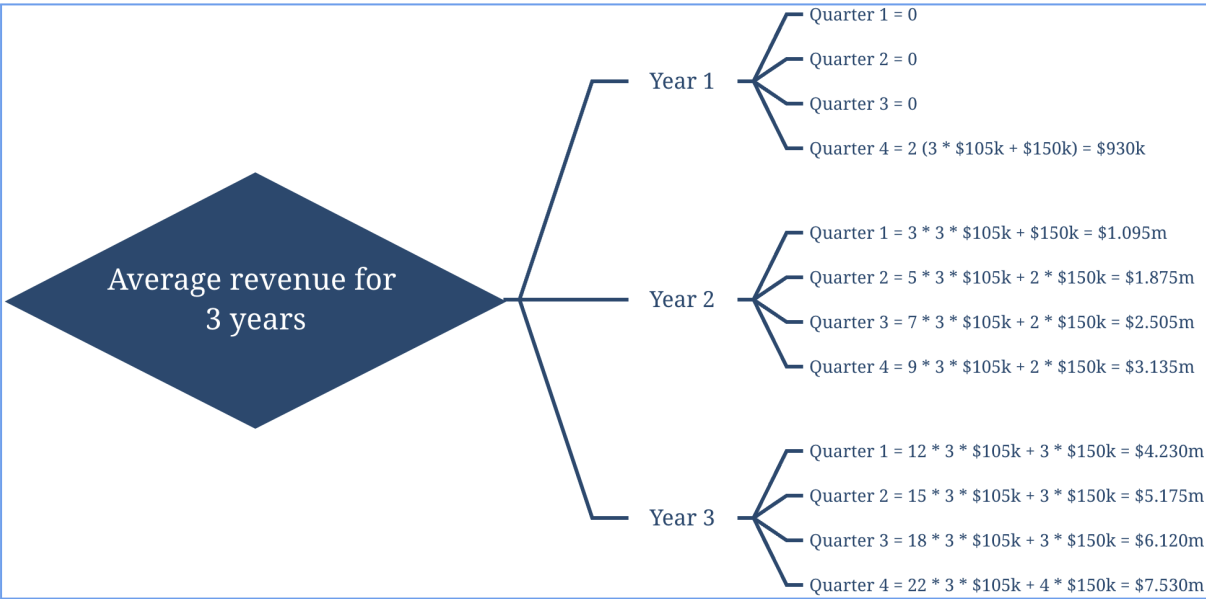 Average revenue for
3 years
Year 1
Quarter 1 = 0
Quarter 2 = 0
Quarter 3 = 0
Quarter 4 = 2 (3 * $105k + $150k) = $930k
Year 2
Quarter 1 = 3 * 3 * $105k + $150k = $1.095m
Quarter 2 = 5 * 3 * $105k + 2 * $150k = $1.875m
Quarter 3 = 7 * 3 * $105k + 2 * $150k = $2.505m
Quarter 4 = 9 * 3 * $105k + 2 * $150k = $3.135m
Year 3
Quarter 1 = 12 * 3 * $105k + 3 * $150k = $4.230m
Quarter 2 = 15 * 3 * $105k + 3 * $150k = $5.175m
Quarter 3 = 18 * 3 * $105k + 3 * $150k = $6.120m
Quarter 4 = 22 * 3 * $105k + 4 * $150k = $7.530m